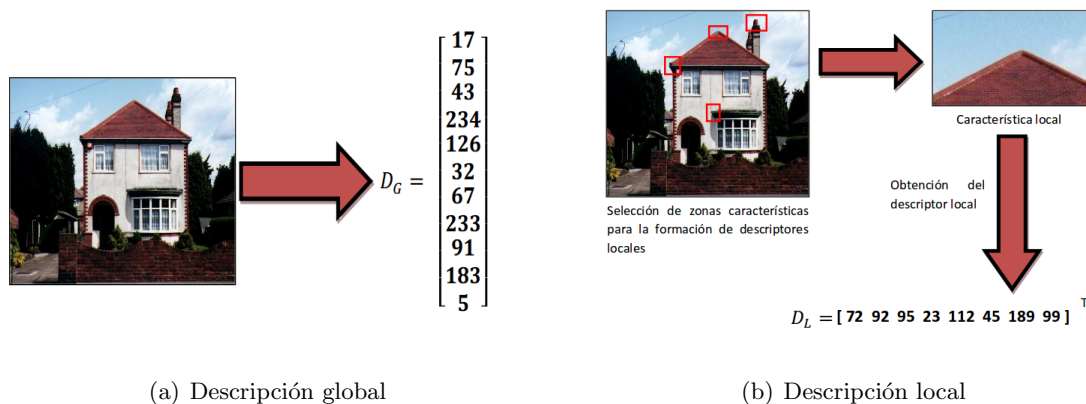 17
75
43
234
126
D_G =
32
67
233
91
183
5
(a) Descripción global
Selección de zonas características
para la formación de descriptores
locales
Característica local
Obtención del
descriptor local
D_L = [ 72 92 95 23 112 45 189 99 ] T
(b) Descripción local